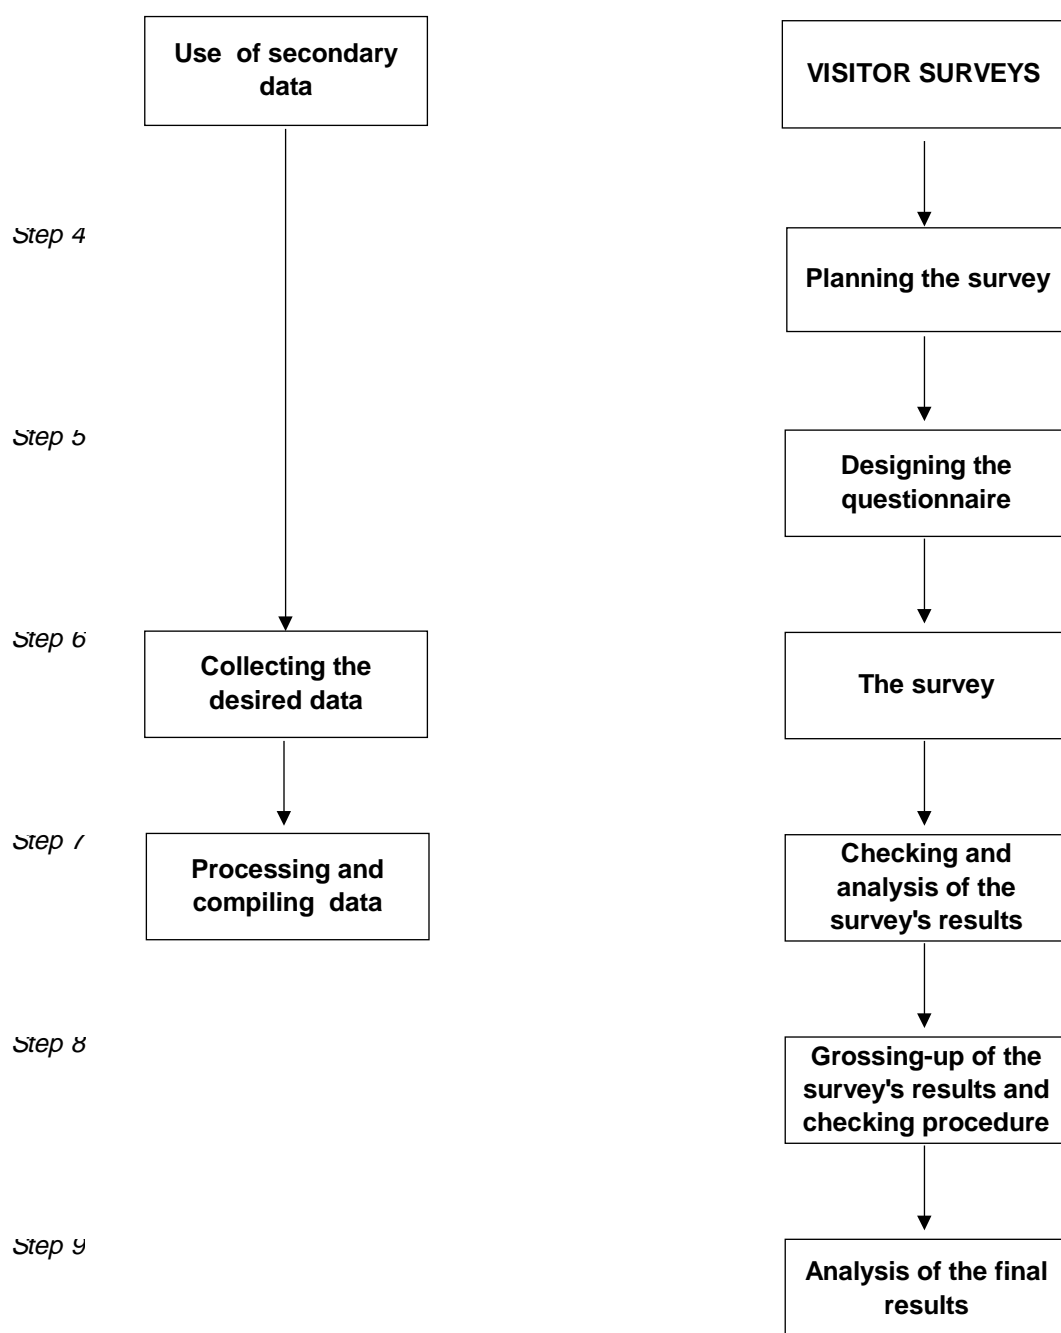 Use of secondary
data
VISITOR SURVEYS
Step 4
Planning the survey
Step 5
Designing the
questionnaire
Step 6
Collecting the
desired data
The survey
Step 7
Processing and
compiling data
Checking and
analysis of the
survey's results
Step 8
Grossing-up of the
survey's results and
checking procedure
Step 9
Analysis of the final
results